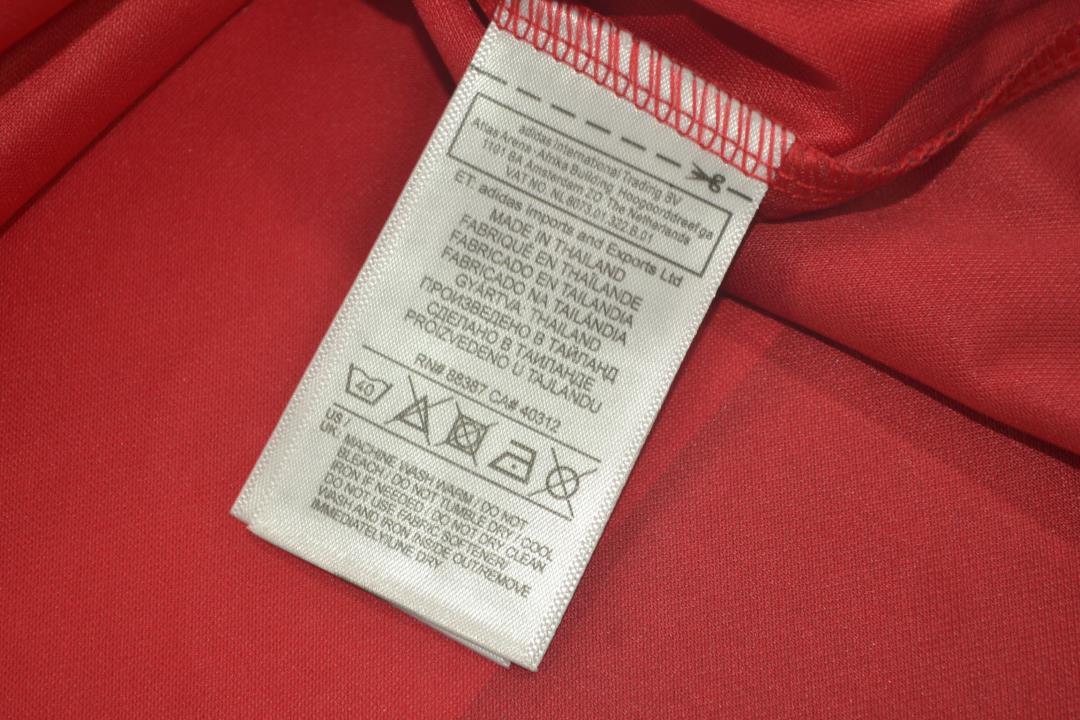 adidas International Trading BV
Arlas Arena, Afrika Building, Hoogoorddreef 9a
1101 BA Amsterdam ZO, The Netherlands
VAT NO. NL8075.01.322.B.01
ET: adidas Imports and Exports Ltd
MADE IN THAILAND
FABRIQUÉ EN THAÏLANDE
FABRICADO EN TAILANDIA
FABRICADO NA TAILÂNDIA
GYÁRTVA: THAILAND
ПРОИЗВЕДЕНО В ТАЙЛАНД
СДЕЛАНО В ТАИЛАНДЕ
PROIZVEDENO U TAJLANDU
RN# 88387 CA# 40312
40
US /
UK: MACHINE WASH WARM / DO NOT
BLEACH / DO NOT TUMBLE DRY / COOL
IRON IF NEEDED / DO NOT DRY CLEAN
DO NOT USE FABRIC SOFTENER/
WASH AND IRON INSIDE OUT/REMOVE
IMMEDIATELY/LINE DRY